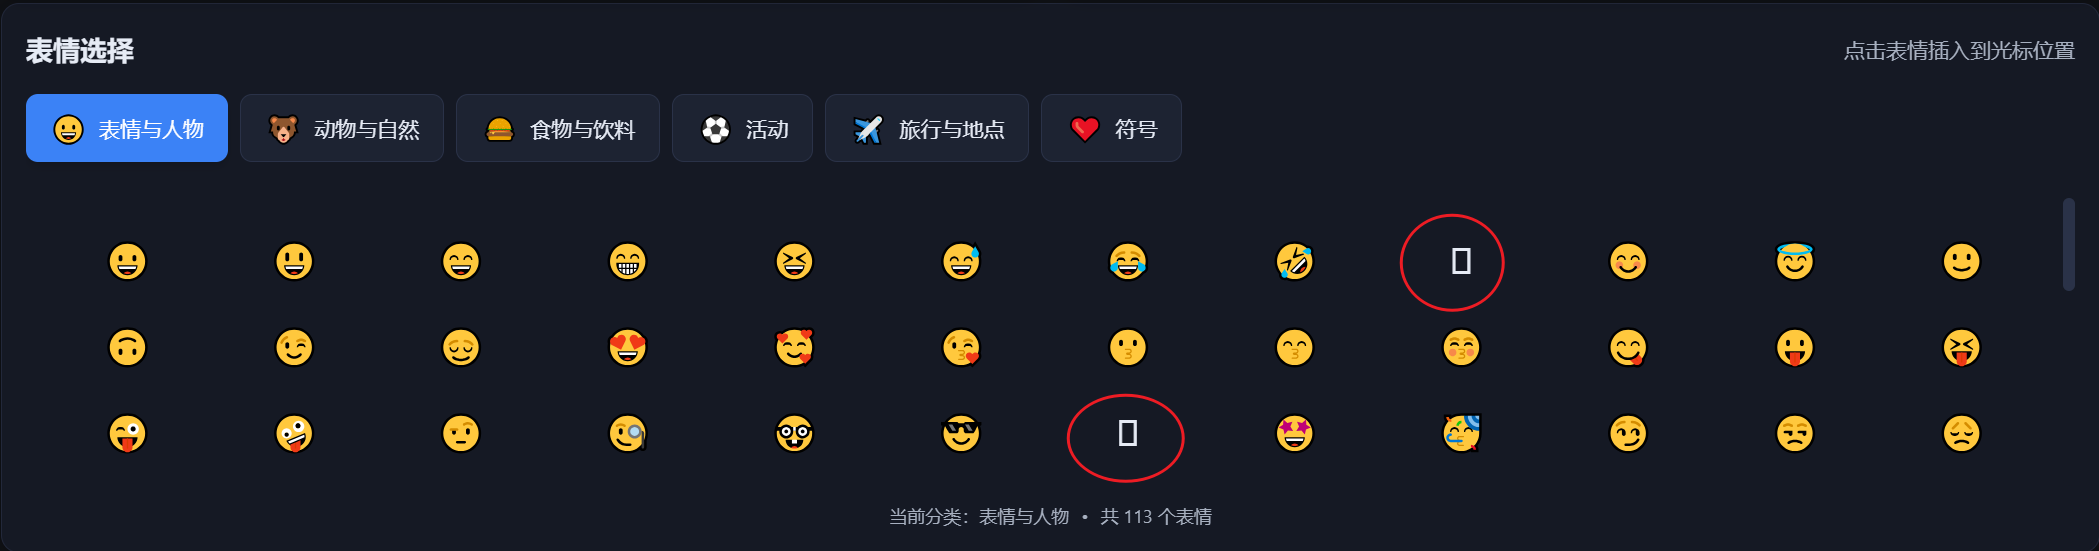 表情选择
点击表情插入到光标位置
😀 表情与人物 🐻 动物与自然 🍔 食物与饮料 ⚽ 活动 ✈️ 旅行与地点 ❤️ 符号
😀 😃 😄 😁 😆 😅 😂 🤣 ▯ 😊 😇 🙂
🙃 😉 😌 😍 🥰 😘 😗 😙 😚 😋 😛 😝
😜 🤪 🤨 🧐 🤓 😎 ▯ 🤩 🥳 😏 😒 😞
当前分类：表情与人物 • 共 113 个表情